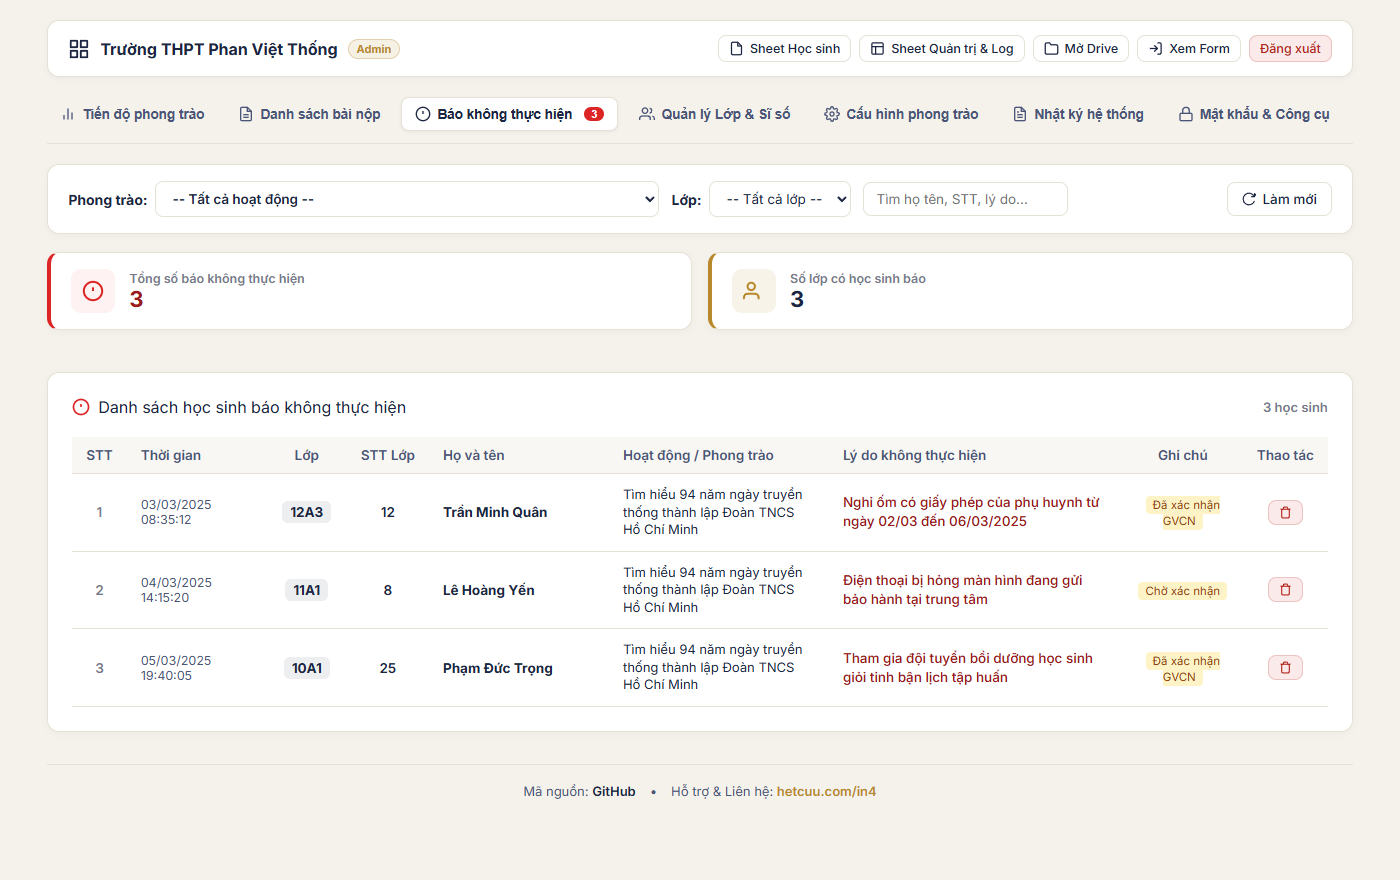 Trường THPT Phan Việt Thống
Admin
Sheet Học sinh
Sheet Quản trị & Log
Mở Drive
Xem Form
Đăng xuất
Tiến độ phong trào
Danh sách bài nộp
Báo không thực hiện 3
Quản lý Lớp & Sĩ số
Cấu hình phong trào
Nhật ký hệ thống
Mật khẩu & Công cụ
Phong trào:
-- Tất cả hoạt động --
Lớp:
-- Tất cả lớp --
Tìm họ tên, STT, lý do...
Làm mới
Tổng số báo không thực hiện
3
Số lớp có học sinh báo
3
Danh sách học sinh báo không thực hiện
3 học sinh
STT
Thời gian
Lớp
STT Lớp
Họ và tên
Hoạt động / Phong trào
Lý do không thực hiện
Ghi chú
Thao tác
1
03/03/2025
08:35:12
12A3
12
Trần Minh Quân
Tìm hiểu 94 năm ngày truyền
thống thành lập Đoàn TNCS
Hồ Chí Minh
Nghỉ ốm có giấy phép của phụ huynh từ
ngày 02/03 đến 06/03/2025
Đã xác nhận
GVCN
2
04/03/2025
14:15:20
11A1
8
Lê Hoàng Yến
Tìm hiểu 94 năm ngày truyền
thống thành lập Đoàn TNCS
Hồ Chí Minh
Điện thoại bị hỏng màn hình đang gửi
bảo hành tại trung tâm
Chờ xác nhận
3
05/03/2025
19:40:05
10A1
25
Phạm Đức Trọng
Tìm hiểu 94 năm ngày truyền
thống thành lập Đoàn TNCS
Hồ Chí Minh
Tham gia đội tuyển bồi dưỡng học sinh
giỏi tỉnh bận lịch tập huấn
Đã xác nhận
GVCN
Mã nguồn: GitHub • Hỗ trợ & Liên hệ: hetcuu.com/in4